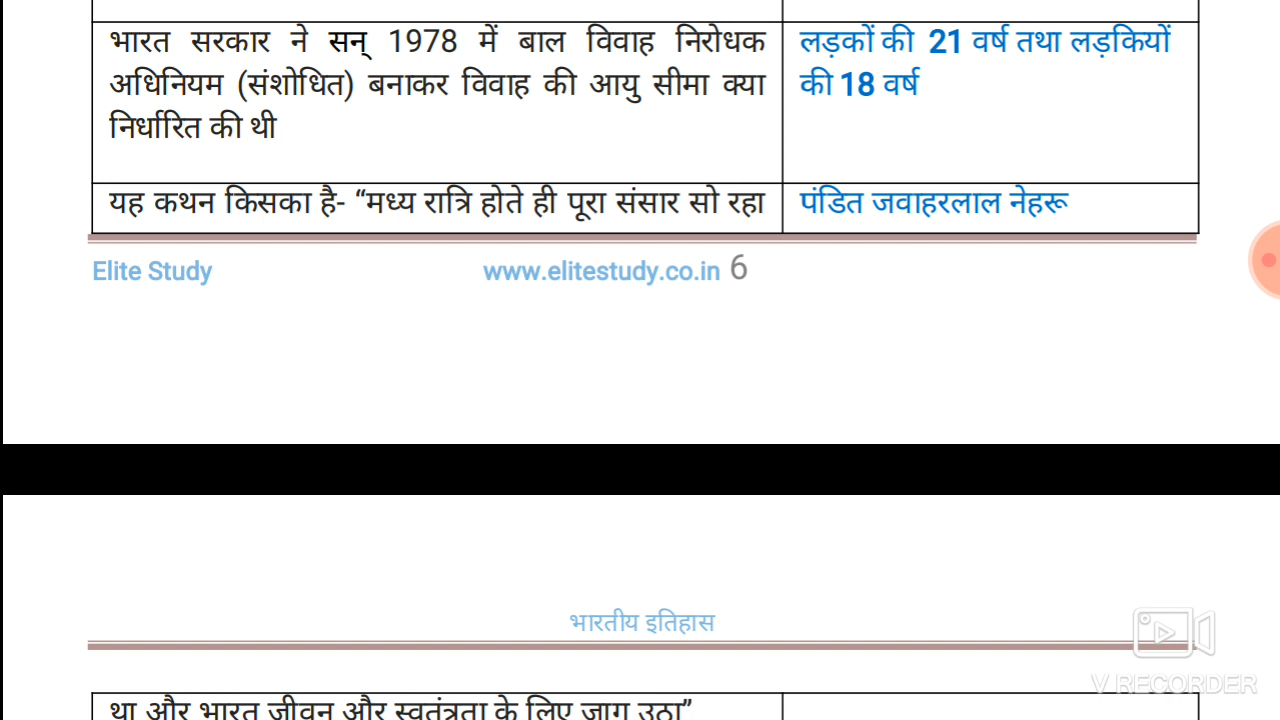 भारत सरकार ने सन् 1978 में बाल विवाह निरोधक
अधिनियम (संशोधित) बनाकर विवाह की आयु सीमा क्या
निर्धारित की थी
लड़कों की 21 वर्ष तथा लड़कियों
की 18 वर्ष
यह कथन किसका है- “मध्य रात्रि होते ही पूरा संसार सो रहा
पंडित जवाहरलाल नेहरू
Elite Study www.elitestudy.co.in 6
भारतीय इतिहास
V RECORDER
था और भारत जीवन और स्वतंत्रता के लिए जाग उठा”